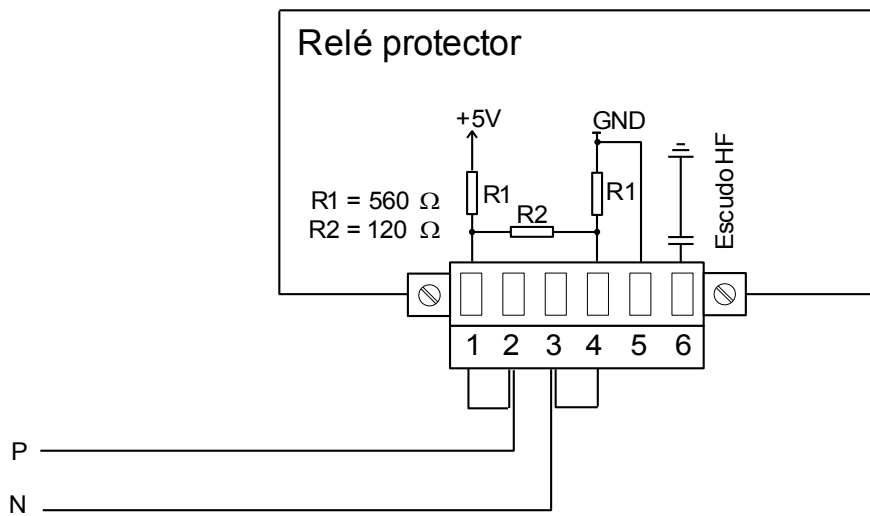 Relé protector
+5V
GND
R1 = 560 Ω
R2 = 120 Ω
R1
R2
R1
Escudo HF
1 2 3 4 5 6
P
N